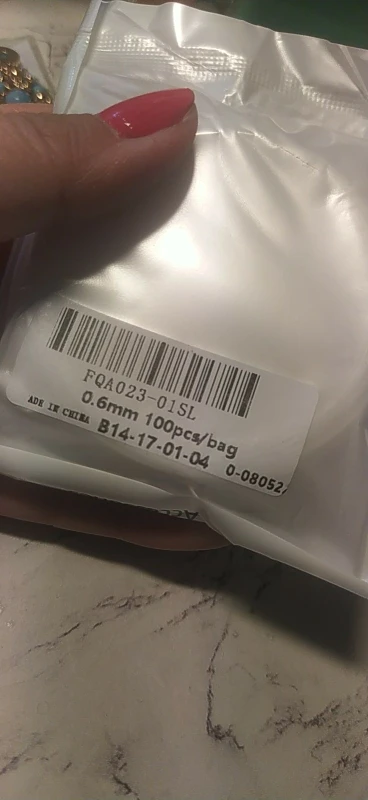 FQA023-01SL
0.6mm 100pcs/bag
ADE IN CHINA B14-17-01-04 0-08052